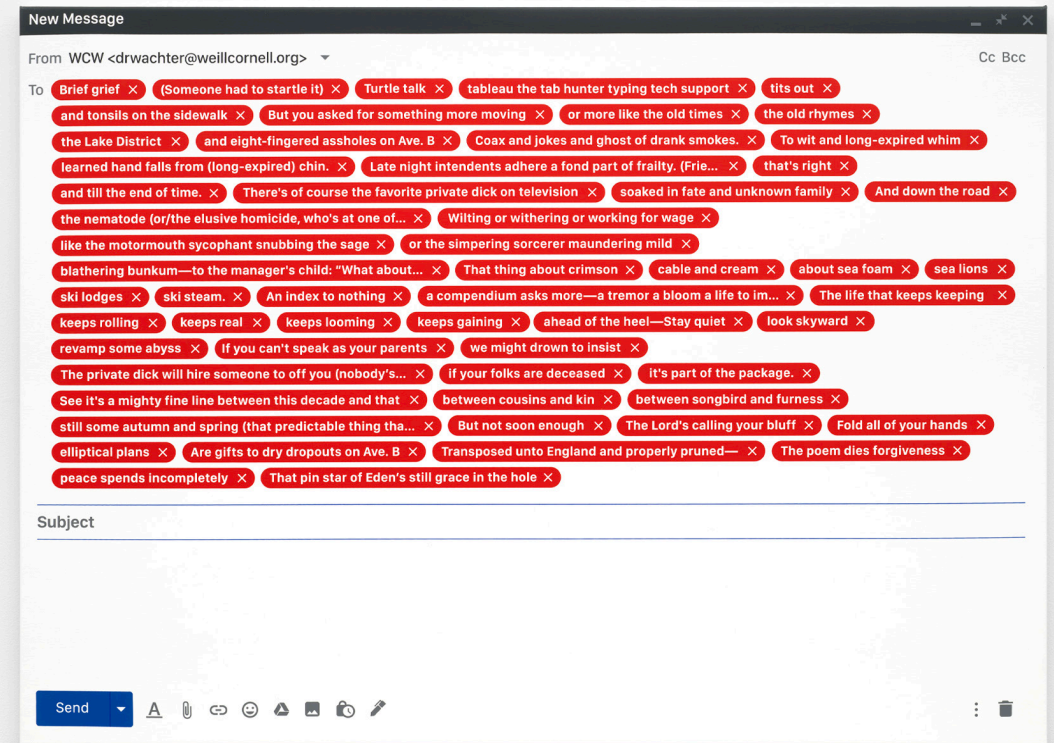 New Message
From WCW <drwachter@weillcornell.org> Cc Bcc
To Brief grief (Someone had to startle it) Turtle talk tableau the tab hunter typing tech support tits out
and tonsils on the sidewalk But you asked for something more moving or more like the old times the old rhymes
the Lake District and eight-fingered assholes on Ave. B Coax and jokes and ghost of drank smokes. To wit and long-expired whim
learned hand falls from (long-expired) chin. Late night intendents adhere a fond part of frailty. (Frie... that's right
and till the end of time. There's of course the favorite private dick on television soaked in fate and unknown family And down the road
the nematode (or/the elusive homicide, who's at one of... Wilting or withering or working for wage
like the motormouth sycophant snubbing the sage or the simpering sorcerer maundering mild
blathering bunkum—to the manager's child: "What about... That thing about crimson cable and cream about sea foam sea lions
ski lodges ski steam. An index to nothing a compendium asks more—a tremor a bloom a life to im... The life that keeps keeping
keeps rolling keeps real keeps looming keeps gaining ahead of the heel—Stay quiet look skyward
revamp some abyss If you can't speak as your parents we might drown to insist
The private dick will hire someone to off you (nobody's... if your folks are deceased it's part of the package.
See it's a mighty fine line between this decade and that between cousins and kin between songbird and furness
still some autumn and spring (that predictable thing tha... But not soon enough The Lord's calling your bluff Fold all of your hands
elliptical plans Are gifts to dry dropouts on Ave. B Transposed unto England and properly pruned— The poem dies forgiveness
peace spends incompletely That pin star of Eden's still grace in the hole
Subject
Send